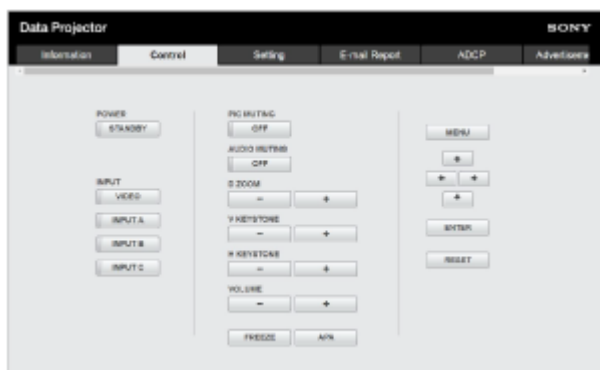 Data Projector
SONY
Information Control Setting E-mail Report ADCP Advertiseme
POWER
STANDBY
INPUT
VIDEO
INPUT A
INPUT B
INPUT C
PIC MUTING
OFF
AUDIO MUTING
OFF
D ZOOM
- +
V KEYSTONE
- +
H KEYSTONE
- +
VOLUME
- +
FREEZE APA
MENU
ENTER
RESET